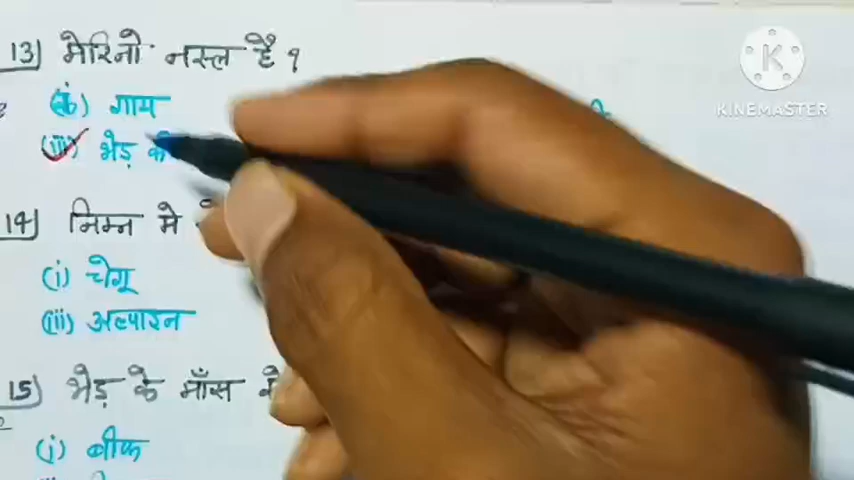 13) मेरिनो नस्ल है ?
गाय
(iii) भेड़
14) निम्न मे
(i) चेगू
(iii) अल्पाइन
15) भेड़ के माँस
(i) बीफ
KINEMASTER